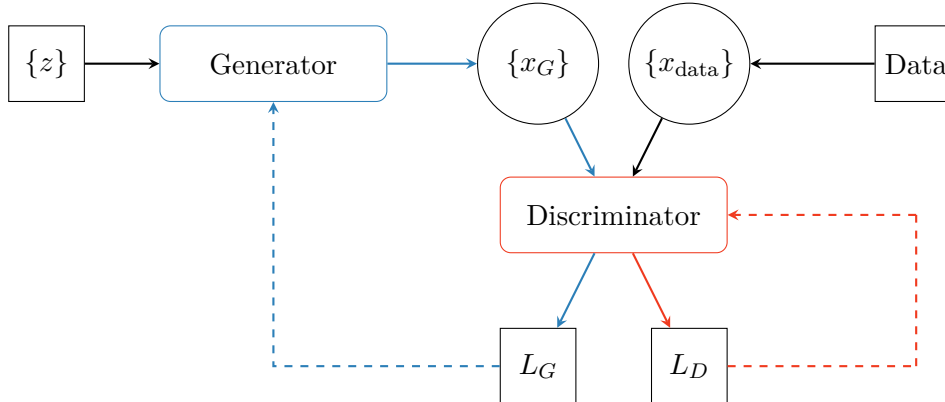 {z}
Generator
{x_G}
{x_data}
Data
Discriminator
L_G
L_D